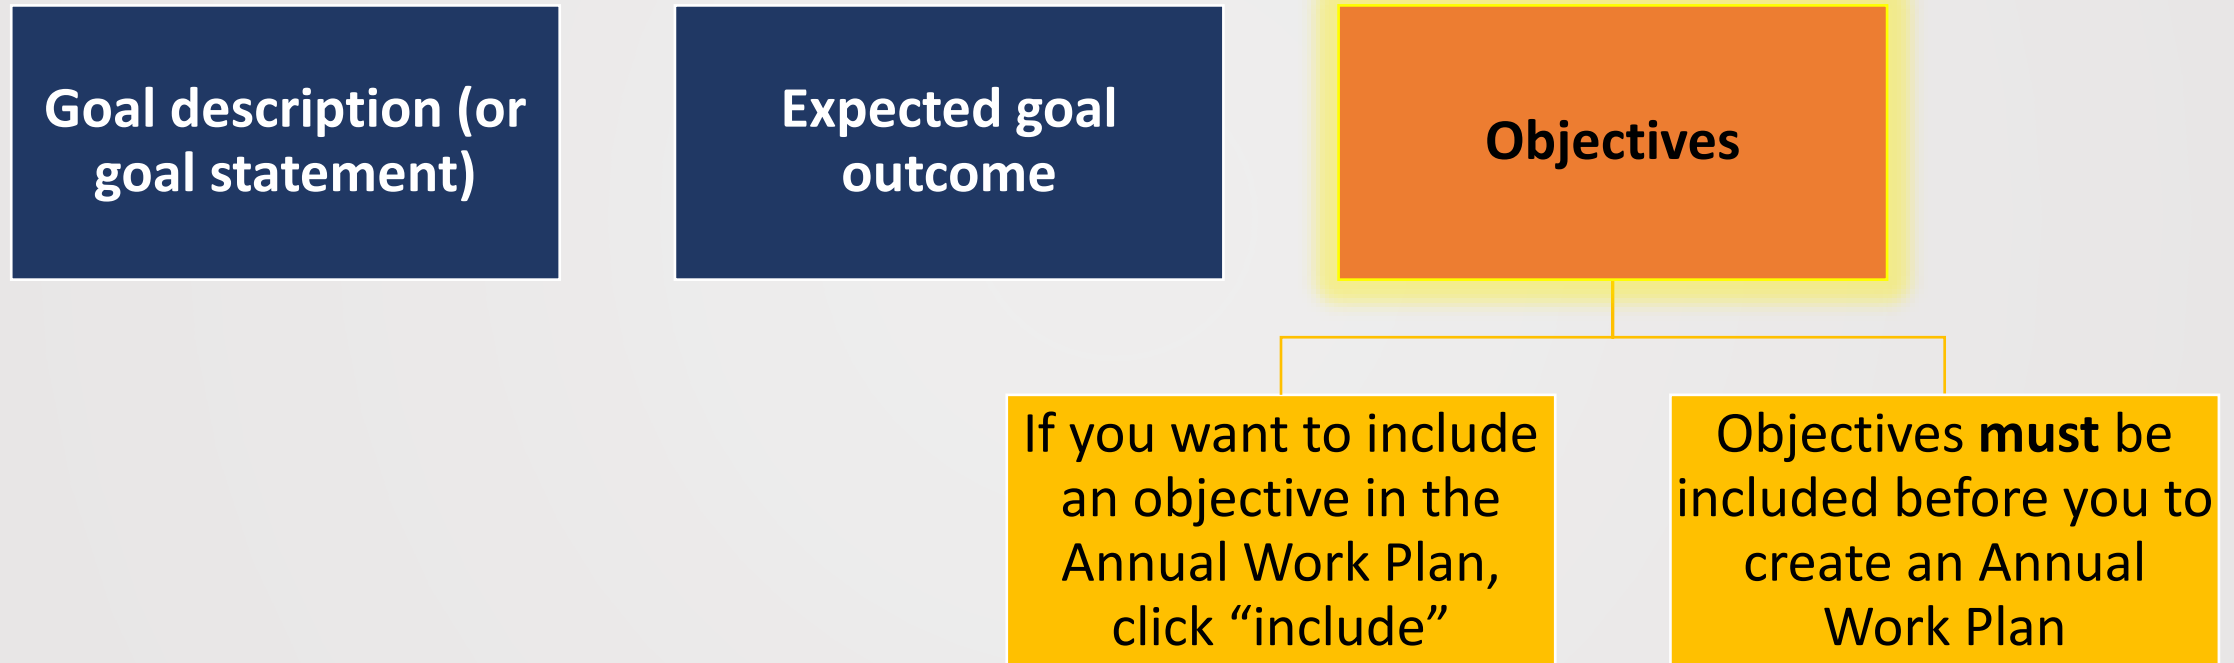 Goal description (or
goal statement)
Expected goal
outcome
Objectives
If you want to include
an objective in the
Annual Work Plan,
click “include”
Objectives must be
included before you to
create an Annual
Work Plan